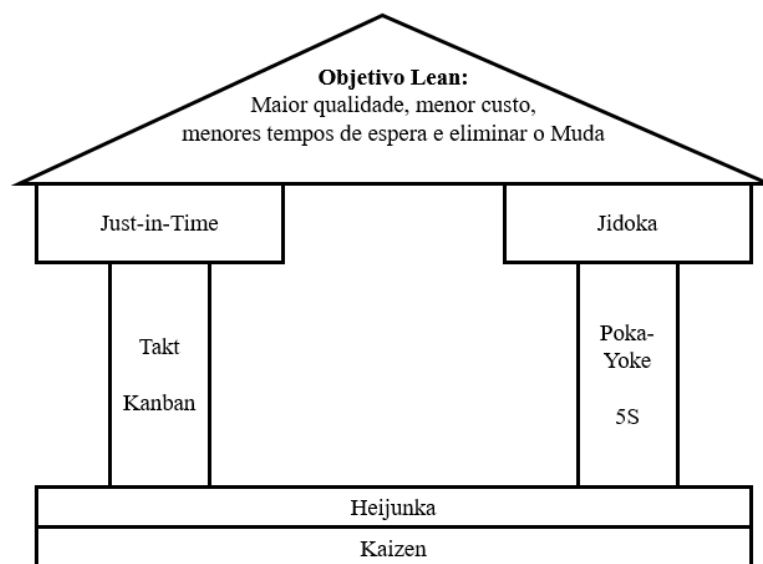 Objetivo Lean:
Maior qualidade, menor custo,
menores tempos de espera e eliminar o Muda
Just-in-Time
Jidoka
Takt
Kanban
Poka-
Yoke
5S
Heijunka
Kaizen